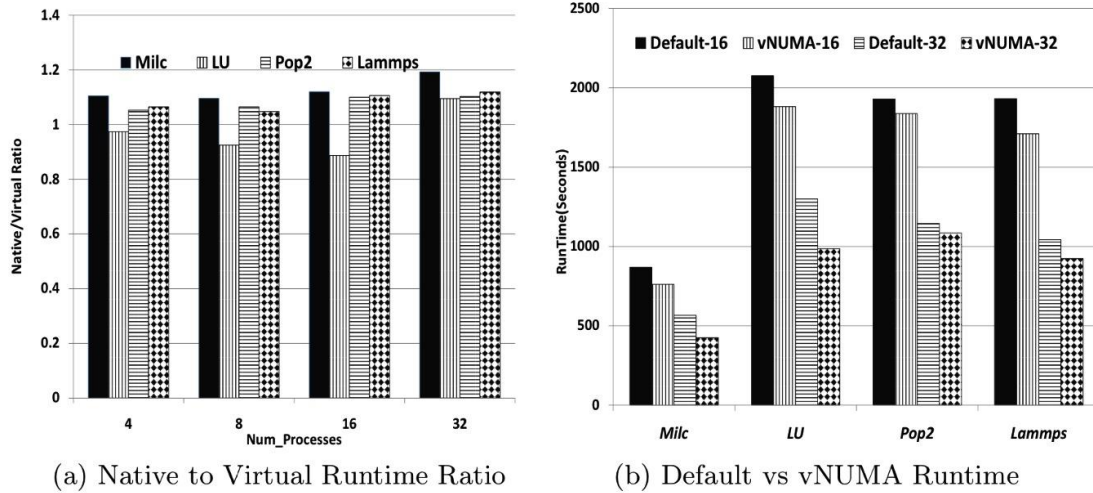 1.4
1.2
1
0.8
0.6
0.4
0.2
0
Native/Virtual Ratio
Milc LU Pop2 Lammps
4 8 16 32
Num_Processes
(a) Native to Virtual Runtime Ratio
2500
2000
1500
1000
500
0
RunTime(Seconds)
Default-16 vNUMA-16 Default-32 vNUMA-32
Milc LU Pop2 Lammps
(b) Default vs vNUMA Runtime